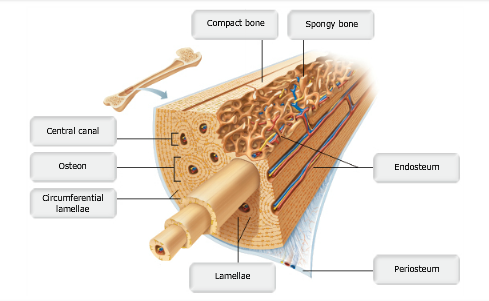 Compact bone
Spongy bone
Central canal
Osteon
Circumferential
lamellae
Endosteum
Lamellae
Periosteum